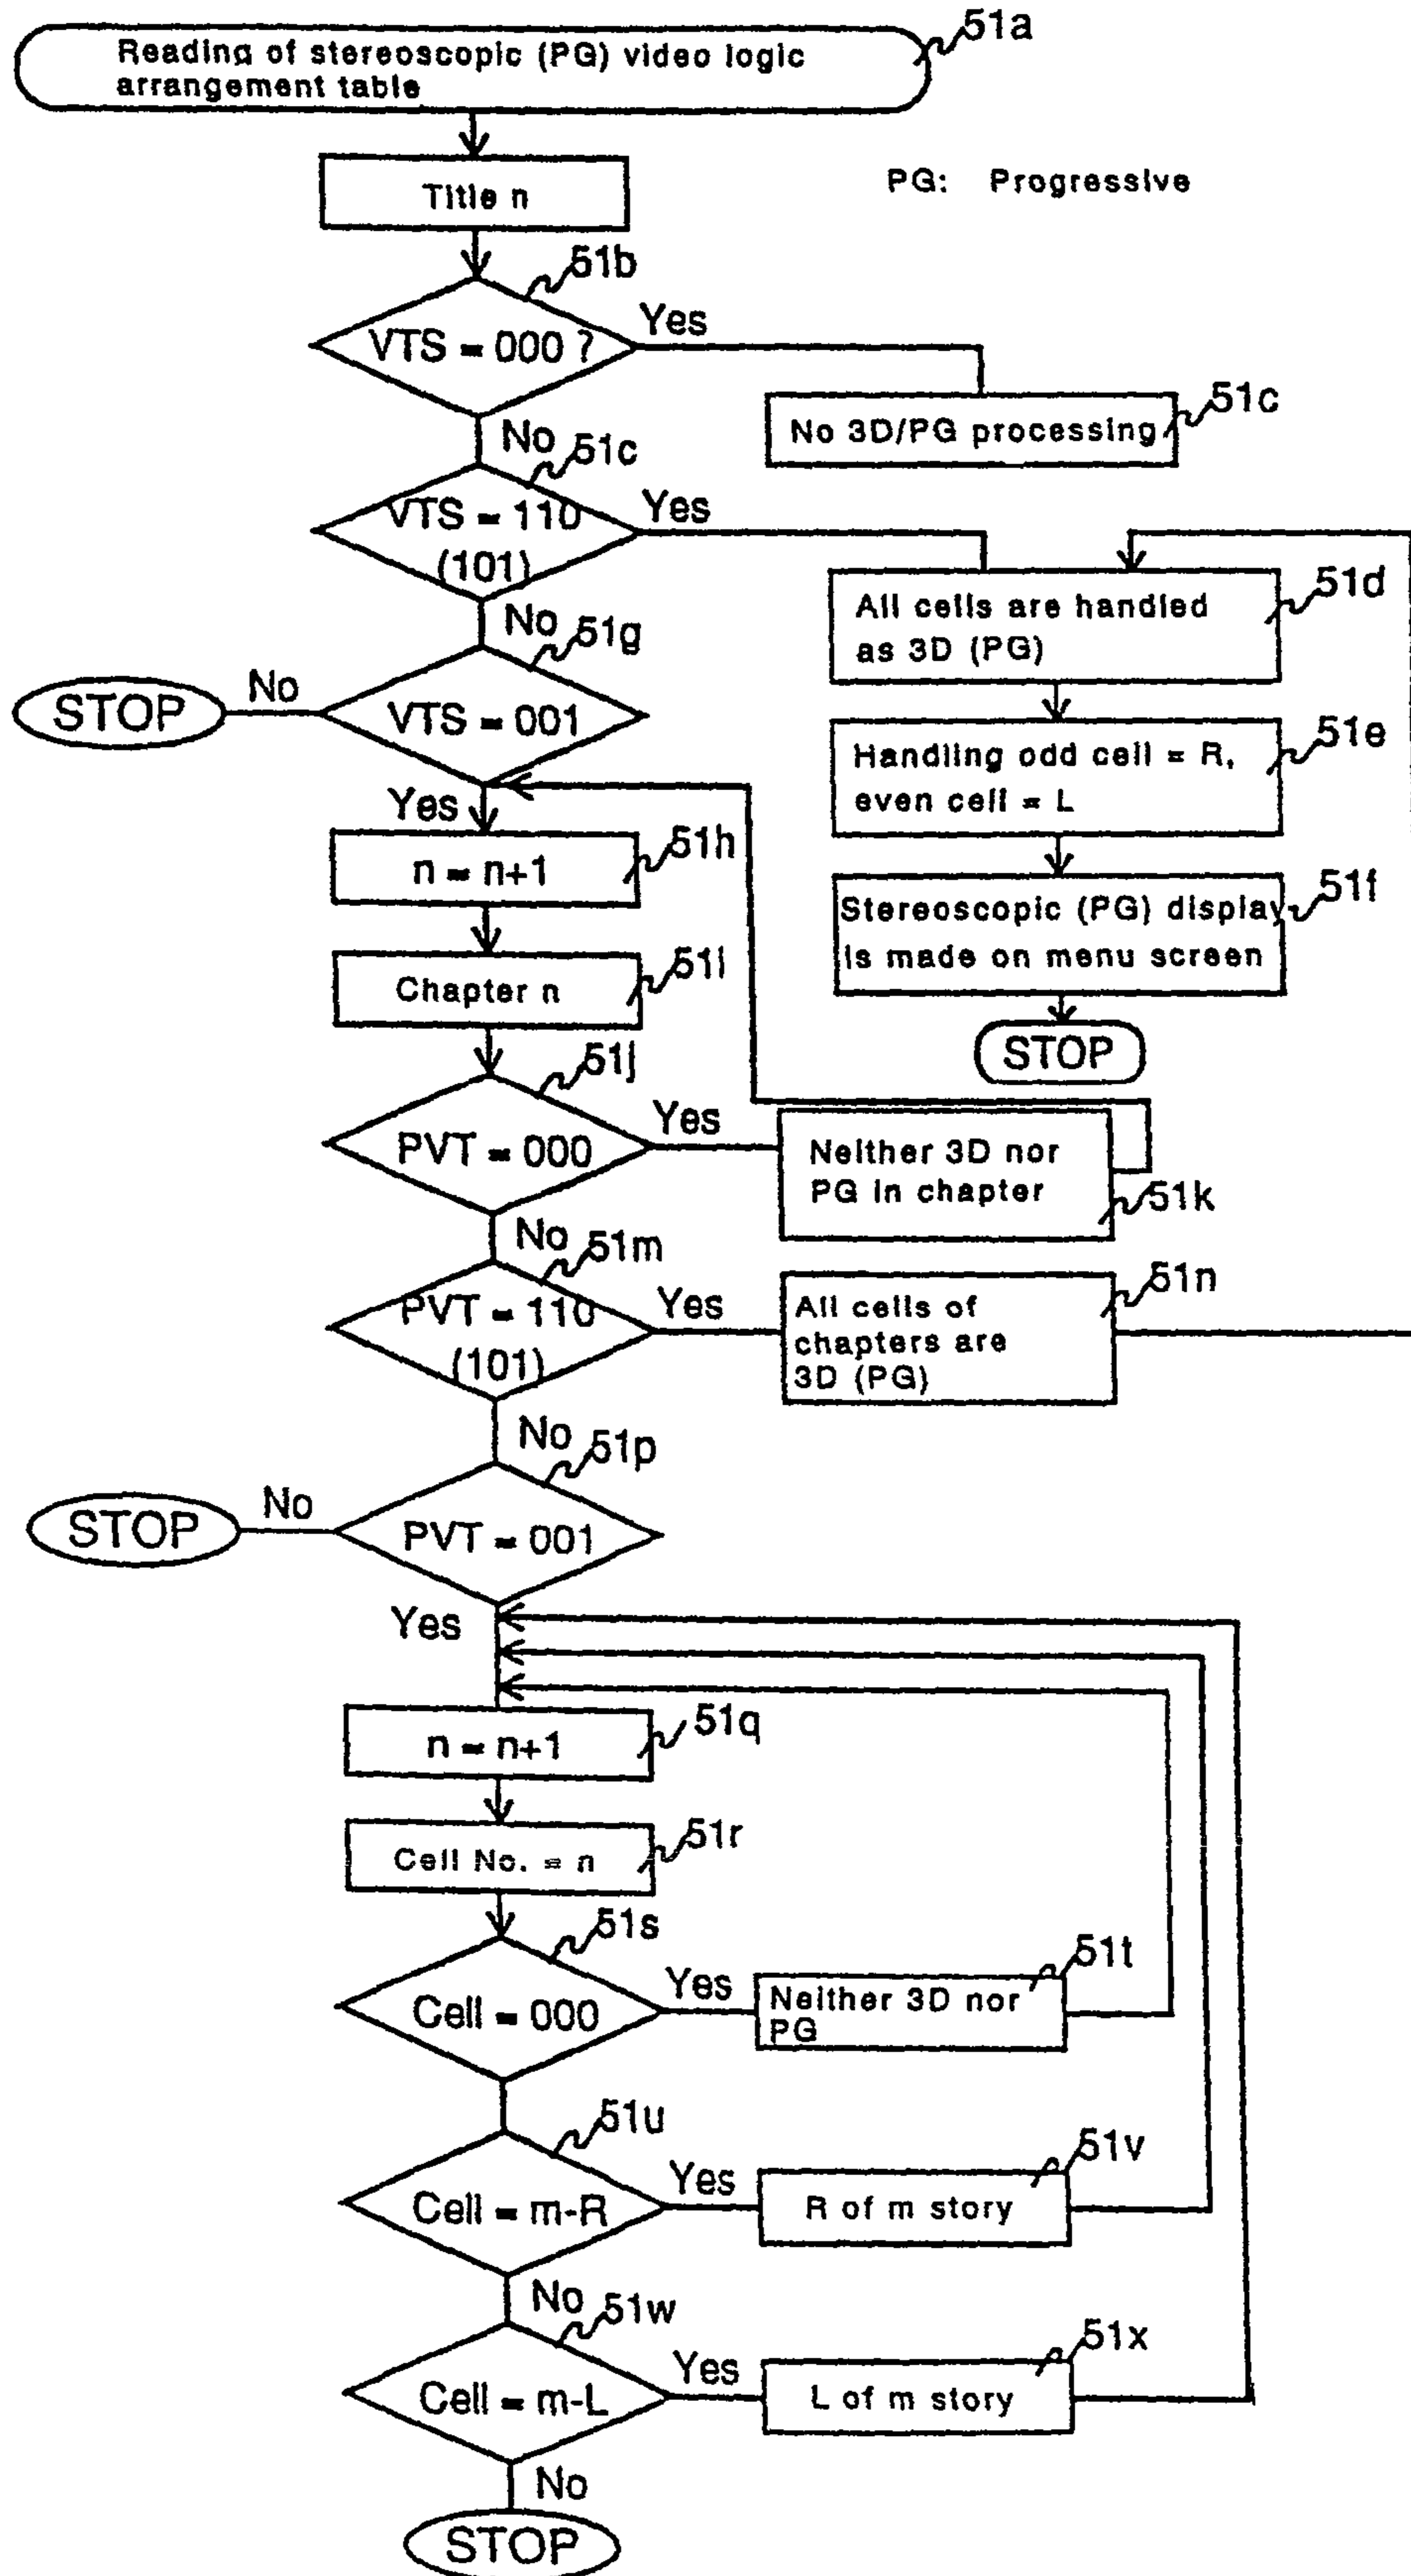 51a
Reading of stereoscopic (PG) video logic
arrangement table
Title n
PG: Progressive
51b
VTS = 000 ?
Yes
51c
No 3D/PG processing
No
51c
VTS = 110
(101)
Yes
51d
All cells are handled
as 3D (PG)
No
51g
STOP
No
VTS = 001
51e
Handling odd cell = R,
even cell = L
Yes
51h
n = n+1
51f
Stereoscopic (PG) display
is made on menu screen
51i
Chapter n
STOP
51j
PVT = 000
Yes
Neither 3D nor
PG in chapter
51k
No
51m
PVT = 110
(101)
Yes
51n
All cells of
chapters are
3D (PG)
No
51p
STOP
No
PVT = 001
Yes
51q
n = n+1
51r
Cell No. = n
51s
Cell = 000
Yes
51t
Neither 3D nor
PG
51u
Cell = m-R
Yes
51v
R of m story
No
51w
Cell = m-L
Yes
51x
L of m story
No
STOP